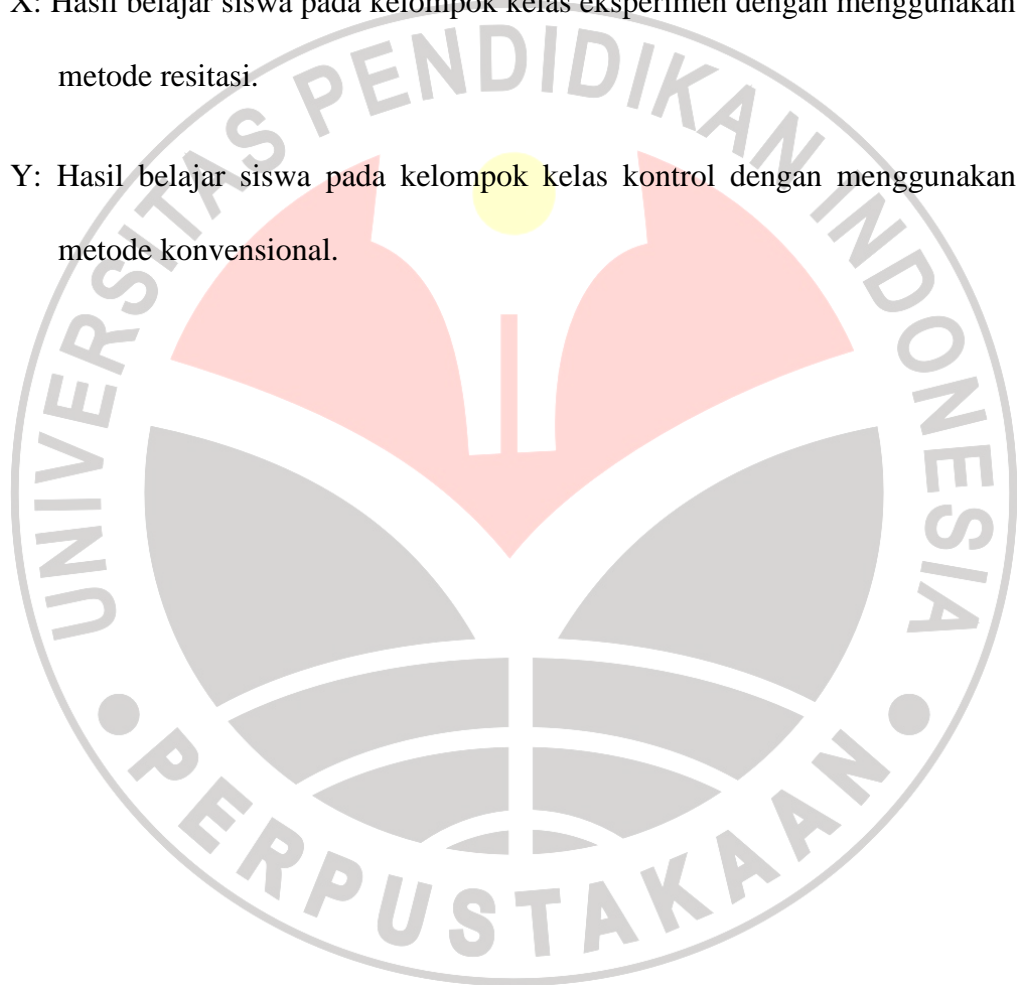 X: Hasil belajar siswa pada kelompok kelas eksperimen dengan menggunakan
metode resitasi.
Y: Hasil belajar siswa pada kelompok kelas kontrol dengan menggunakan
metode konvensional.
UNIVERSITAS PENDIDIKAN INDONESIA
PERPUSTAKAAN